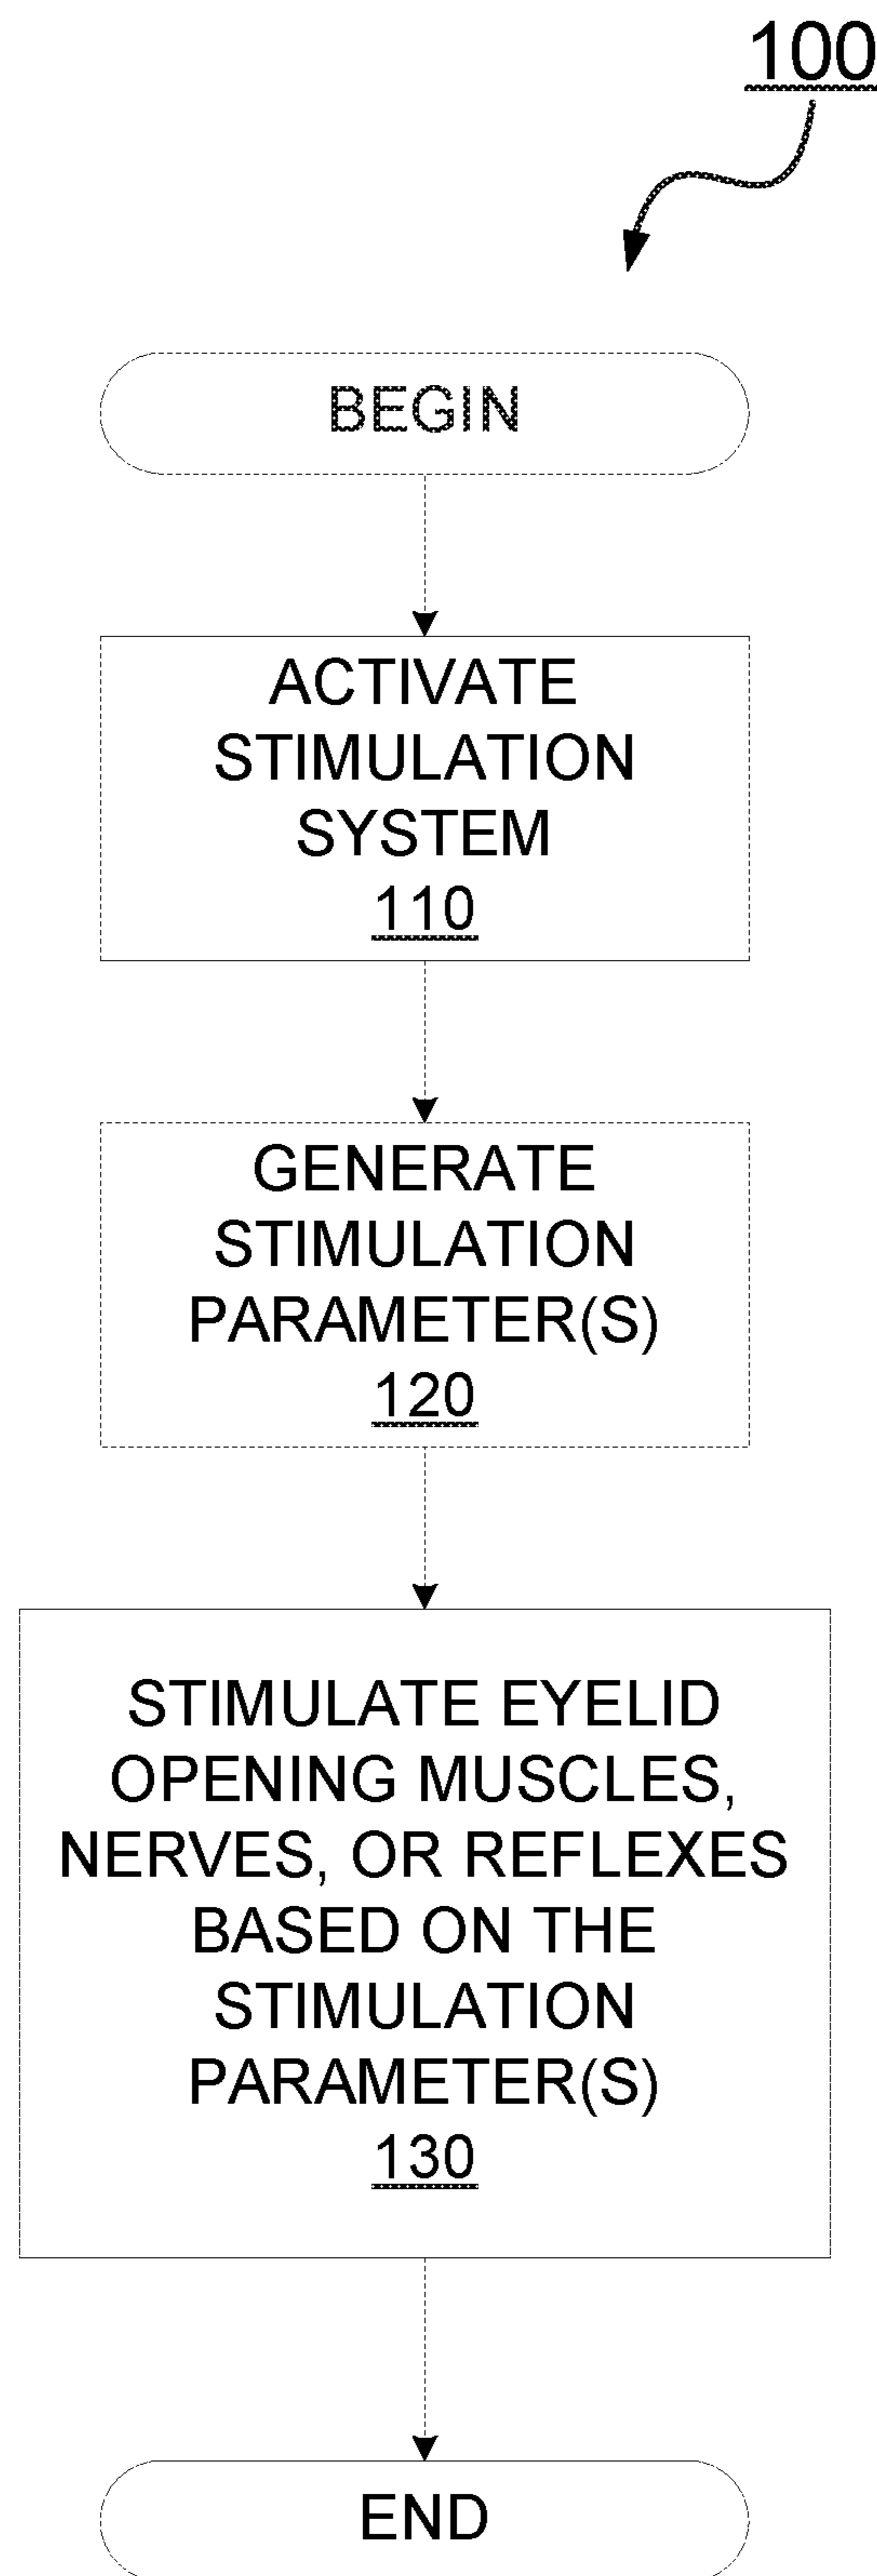 100
BEGIN
ACTIVATE
STIMULATION
SYSTEM
110
GENERATE
STIMULATION
PARAMETER(S)
120
STIMULATE EYELID
OPENING MUSCLES,
NERVES, OR REFLEXES
BASED ON THE
STIMULATION
PARAMETER(S)
130
END